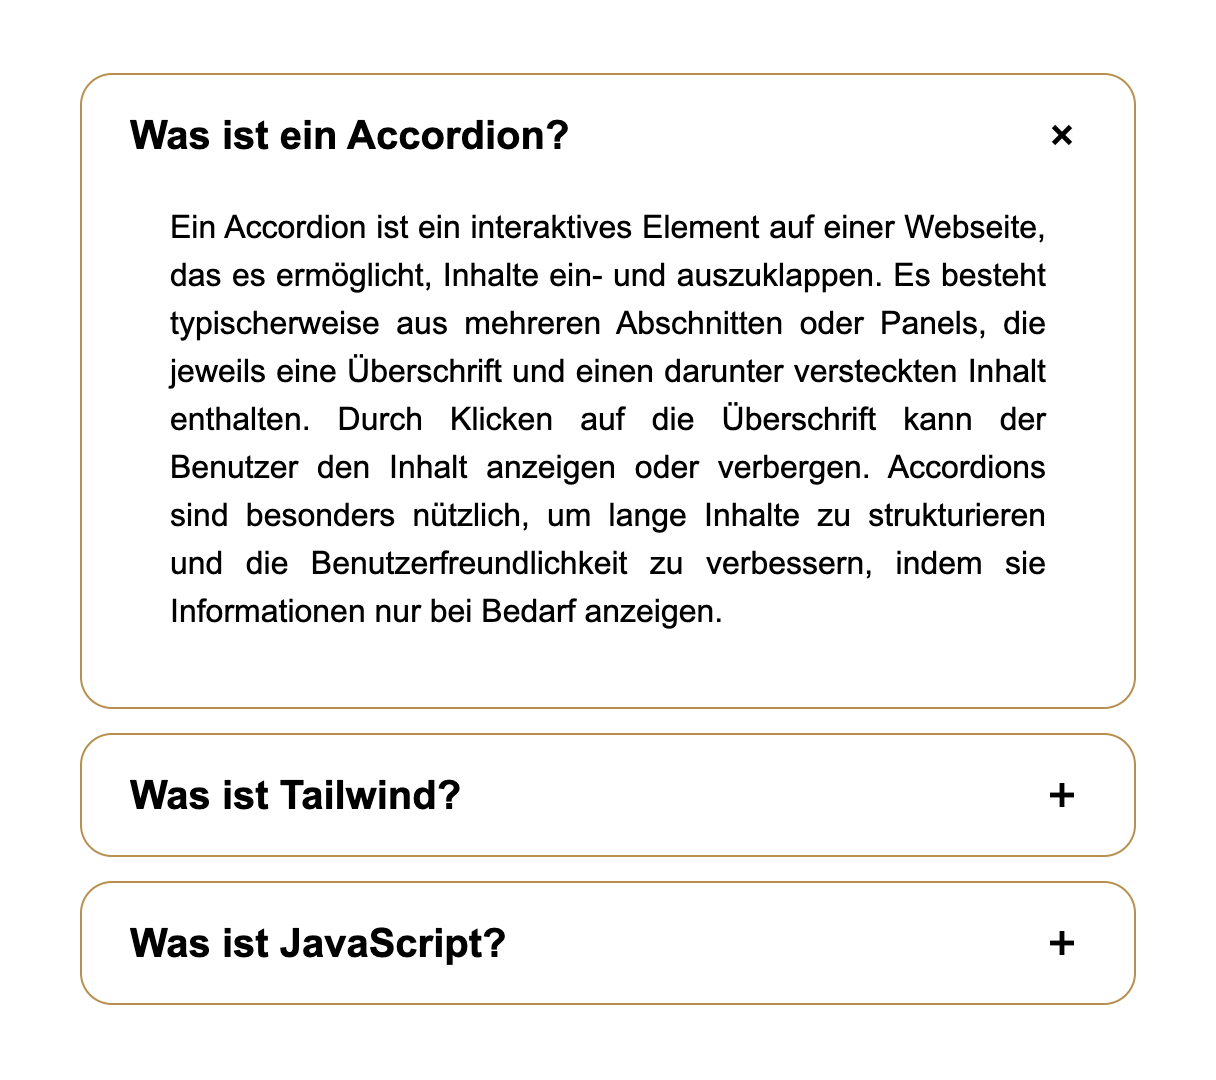 Was ist ein Accordion? ×
Ein Accordion ist ein interaktives Element auf einer Webseite,
das es ermöglicht, Inhalte ein- und auszuklappen. Es besteht
typischerweise aus mehreren Abschnitten oder Panels, die
jeweils eine Überschrift und einen darunter versteckten Inhalt
enthalten. Durch Klicken auf die Überschrift kann der
Benutzer den Inhalt anzeigen oder verbergen. Accordions
sind besonders nützlich, um lange Inhalte zu strukturieren
und die Benutzerfreundlichkeit zu verbessern, indem sie
Informationen nur bei Bedarf anzeigen.
Was ist Tailwind? +
Was ist JavaScript? +